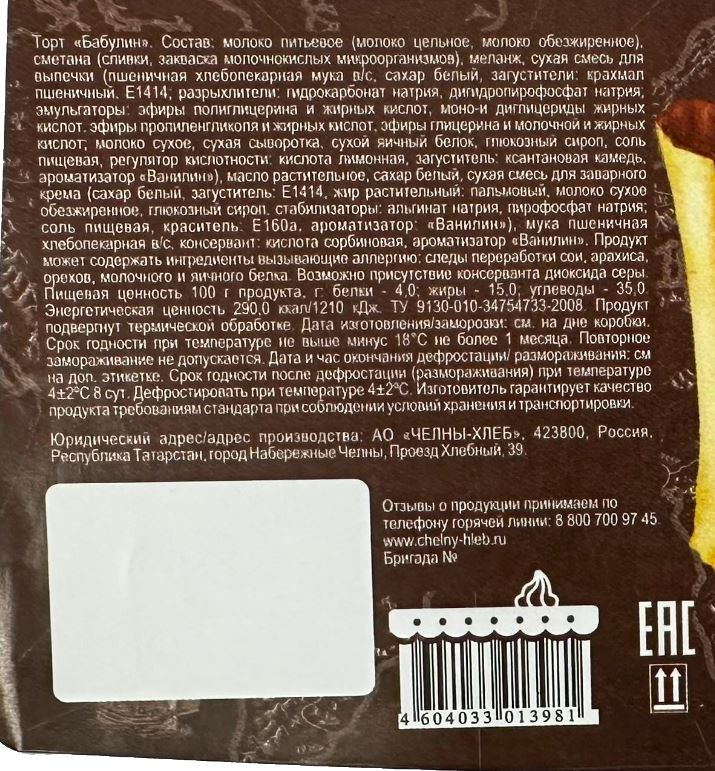 Торт «Бабулин». Состав: молоко питьевое (молоко цельное, молоко обезжиренное),
сметана (сливки, закваска молочнокислых микроорганизмов), меланж, сухая смесь для
выпечки (пшеничная хлебопекарная мука в/с, сахар белый, загустители: крахмал
пшеничный, Е1414; разрыхлители: гидрокарбонат натрия, дигидропирофосфат натрия;
эмульгаторы: эфиры полиглицерина и жирных кислот, моно-и диглицериды жирных
кислот, эфиры пропиленгликоля и жирных кислот, эфиры глицерина и молочной и жирных
кислот; молоко сухое, сухая сыворотка, сухой яичный белок, глюкозный сироп, соль
пищевая, регулятор кислотности: кислота лимонная, загуститель: ксантановая камедь,
ароматизатор «Ванилин»), масло растительное, сахар белый, сухая смесь для заварного
крема (сахар белый, загуститель: Е1414, жир растительный: пальмовый, молоко сухое
обезжиренное, глюкозный сироп, стабилизаторы: альгинат натрия, пирофосфат натрия;
соль пищевая, краситель: Е160а, ароматизатор: «Ванилин»), мука пшеничная
хлебопекарная в/с, консервант: кислота сорбиновая, ароматизатор «Ванилин». Продукт
может содержать ингредиенты вызывающие аллергию: следы переработки сои, арахиса,
орехов, молочного и яичного белка. Возможно присутствие консерванта диоксида серы.
Пищевая ценность 100 г продукта, г: белки - 4,0; жиры - 15,0; углеводы - 35,0.
Энергетическая ценность 290,0 ккал/1210 кДж. ТУ 9130-010-34754733-2008. Продукт
подвергнут термической обработке. Дата изготовления/заморозки: см. на дне коробки.
Срок годности при температуре не выше минус 18°С не более 1 месяца. Повторное
замораживание не допускается. Дата и час окончания дефростации/ размораживания: см
на доп. этикетке. Срок годности после дефростации (размораживания) при температуре
4±2°С 8 сут. Дефростировать при температуре 4±2°С. Изготовитель гарантирует качество
продукта требованиям стандарта при соблюдении условий хранения и транспортировки.
Юридический адрес/адрес производства: АО «ЧЕЛНЫ-ХЛЕБ», 423800, Россия,
Республика Татарстан, город Набережные Челны, Проезд Хлебный, 39.
Отзывы о продукции принимаем по
телефону горячей линии: 8 800 700 97 45
www.chelny-hleb.ru
Бригада №
EAC
4 604033 013981